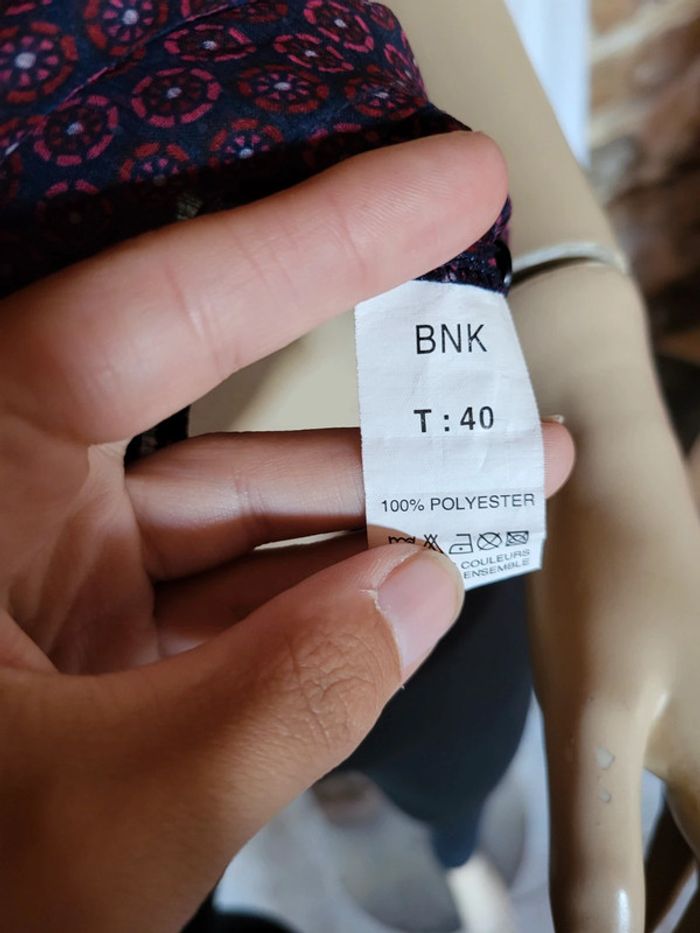 BNK
T : 40
100% POLYESTER
COULEURS
ENSEMBLE